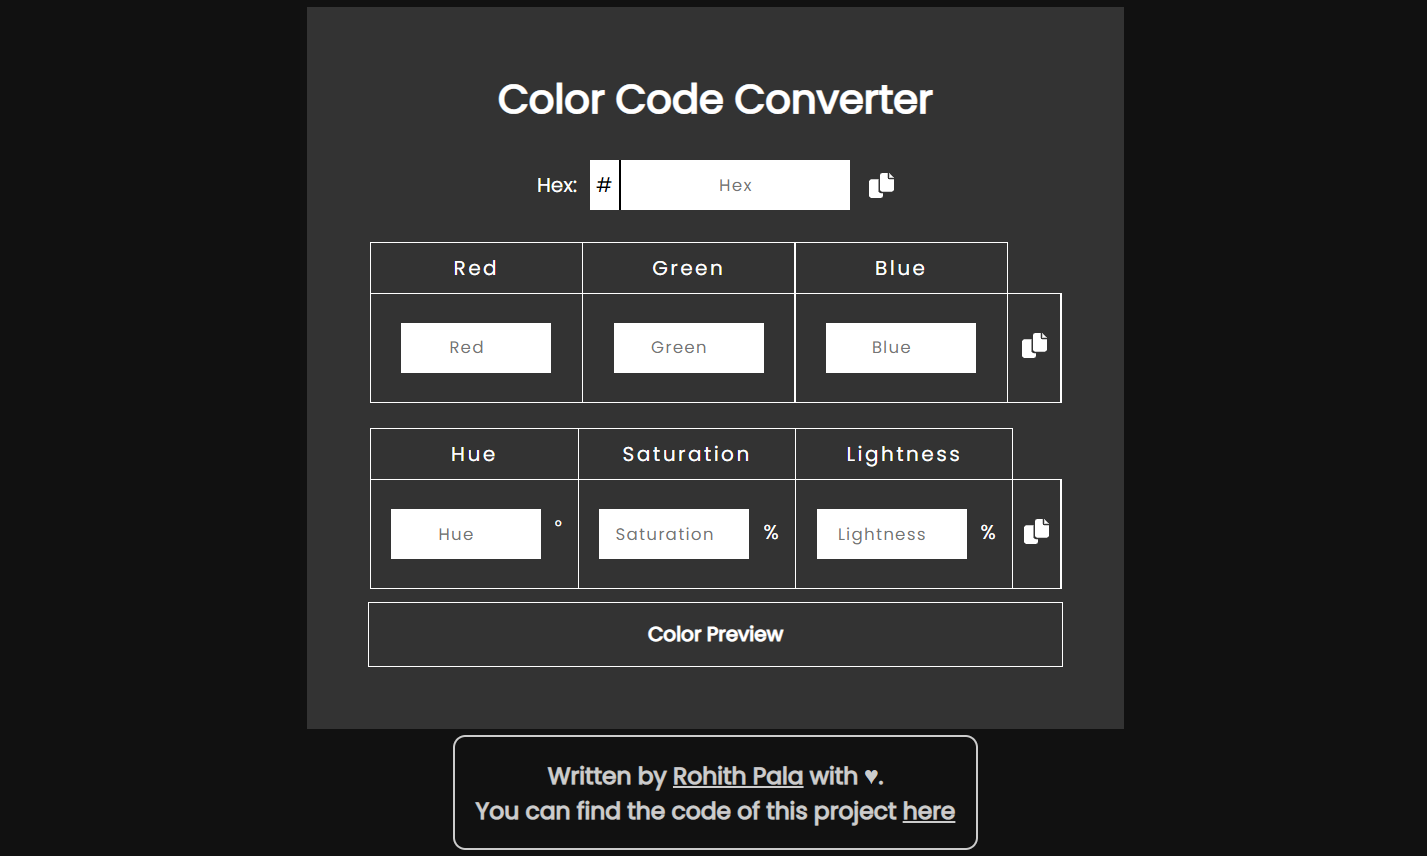 Color Code Converter
Hex: # Hex
Red Green Blue
Red Green Blue
Hue Saturation Lightness
Hue ° Saturation % Lightness %
Color Preview
Written by Rohith Pala with ♥.
You can find the code of this project here